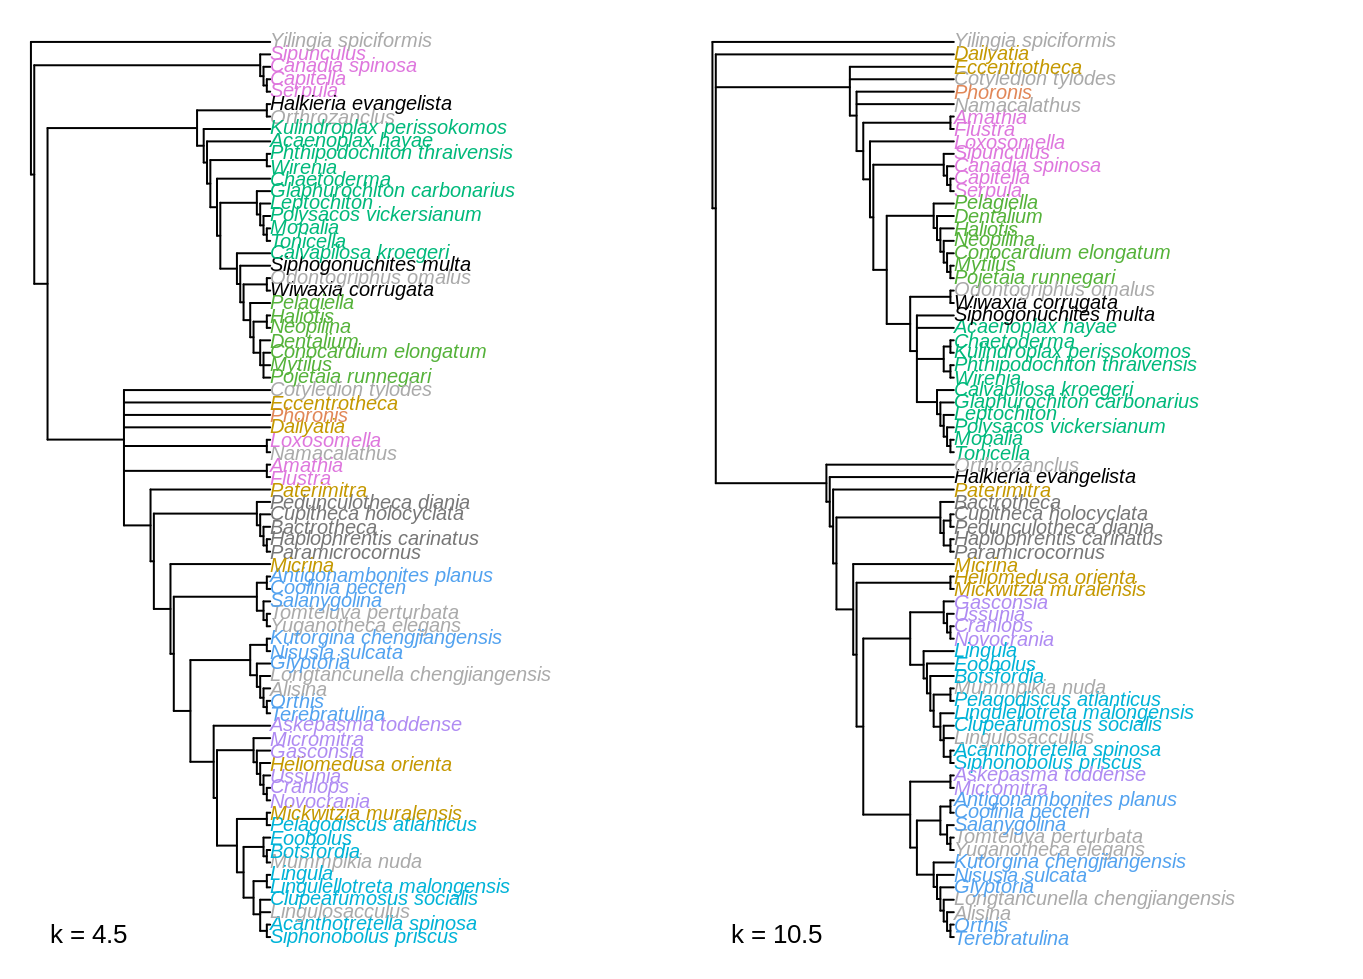 Yilingia spiciformis
Sipunculus
Canadia spinosa
Capitella
Serpula
Halkieria evangelista
Orthrozanclus
Kulindroplax perissokomos
Acaenoplax hayae
Phthipodochiton thraivensis
Wirenia
Chaetoderma
Glaphurochiton carbonarius
Leptochiton
Polysacos vickersianum
Mopalia
Tonicella
Calvapilosa kroegeri
Siphogonuchites multa
Odontogriphus omalus
Wiwaxia corrugata
Pelagiella
Haliotis
Neopilina
Dentalium
Conocardium elongatum
Mytilus
Pojetaia runnegari
Cotyledion tylodes
Eccentrotheca
Phoronis
Dailyatia
Loxosomella
Namacalathus
Amathia
Flustra
Paterimitra
Pedunculotheca diania
Cupitheca holocyclata
Bactrotheca
Haplophrentis carinatus
Paramicrocornus
Micrina
Antigonambonites planus
Coolinia pecten
Salanygolina
Tomteluva perturbata
Yuganotheca elegans
Kutorgina chengjiangensis
Nisusia sulcata
Glyptoria
Longtancunella chengjiangensis
Alisina
Orthis
Terebratulina
Askepasma toddense
Micromitra
Gasconsia
Heliomedusa orienta
Ussunia
Craniops
Novocrania
Mickwitzia muralensis
Pelagodiscus atlanticus
Eoobolus
Botsfordia
Mummpikia nuda
Lingula
Lingulellotreta malongensis
Clupeafumosus socialis
Lingulosacculus
Acanthotretella spinosa
Siphonobolus priscus
k = 4.5
Yilingia spiciformis
Dailyatia
Eccentrotheca
Cotyledion tylodes
Phoronis
Namacalathus
Amathia
Flustra
Loxosomella
Sipunculus
Canadia spinosa
Capitella
Serpula
Pelagiella
Dentalium
Haliotis
Neopilina
Conocardium elongatum
Mytilus
Pojetaia runnegari
Odontogriphus omalus
Wiwaxia corrugata
Siphogonuchites multa
Acaenoplax hayae
Chaetoderma
Kulindroplax perissokomos
Phthipodochiton thraivensis
Wirenia
Calvapilosa kroegeri
Glaphurochiton carbonarius
Leptochiton
Polysacos vickersianum
Mopalia
Tonicella
Orthrozanclus
Halkieria evangelista
Paterimitra
Bactrotheca
Cupitheca holocyclata
Pedunculotheca diania
Haplophrentis carinatus
Paramicrocornus
Micrina
Heliomedusa orienta
Mickwitzia muralensis
Gasconsia
Ussunia
Craniops
Novocrania
Lingula
Eoobolus
Botsfordia
Mummpikia nuda
Pelagodiscus atlanticus
Lingulellotreta malongensis
Clupeafumosus socialis
Lingulosacculus
Acanthotretella spinosa
Siphonobolus priscus
Askepasma toddense
Micromitra
Antigonambonites planus
Coolinia pecten
Salanygolina
Tomteluva perturbata
Yuganotheca elegans
Kutorgina chengjiangensis
Nisusia sulcata
Glyptoria
Longtancunella chengjiangensis
Alisina
Orthis
Terebratulina
k = 10.5